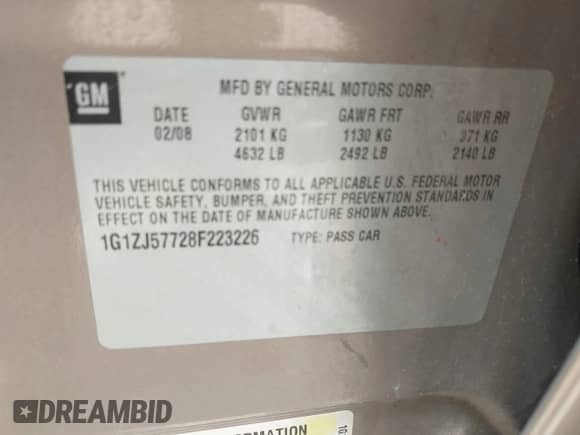 GM
MFD BY GENERAL MOTORS CORP.
DATE GVWR GAWR FRT GAWR RR
02/08 2101 KG 1130 KG 971 KG
4632 LB 2492 LB 2140 LB
THIS VEHICLE CONFORMS TO ALL APPLICABLE U.S. FEDERAL MOTOR
VEHICLE SAFETY, BUMPER, AND THEFT PREVENTION STANDARDS IN
EFFECT ON THE DATE OF MANUFACTURE SHOWN ABOVE.
1G1ZJ57728F223226 TYPE: PASS CAR
DREAMBID